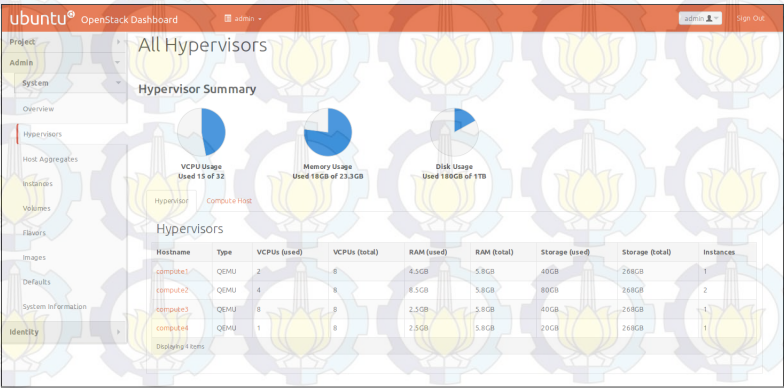 ubuntu® OpenStack Dashboard admin admin Sign Out
Project
Admin
System
Overview
Hypervisors
Host Aggregates
Instances
Volumes
Flavors
Images
Defaults
System Information
Identity
All Hypervisors
Hypervisor Summary
VCPU Usage
Used 15 of 32
Memory Usage
Used 18GB of 23.3GB
Disk Usage
Used 180GB of 1TB
Hypervisor Compute Host
Hypervisors
Hostname Type VCPUs (used) VCPUs (total) RAM (used) RAM (total) Storage (used) Storage (total) Instances
compute1 QEMU 2 8 4.5GB 5.8GB 40GB 268GB 1
compute2 QEMU 4 8 8.5GB 5.8GB 80GB 268GB 2
compute3 QEMU 8 8 2.5GB 5.8GB 40GB 268GB 1
compute4 QEMU 1 8 2.5GB 5.8GB 20GB 268GB 1
Displaying 4 items